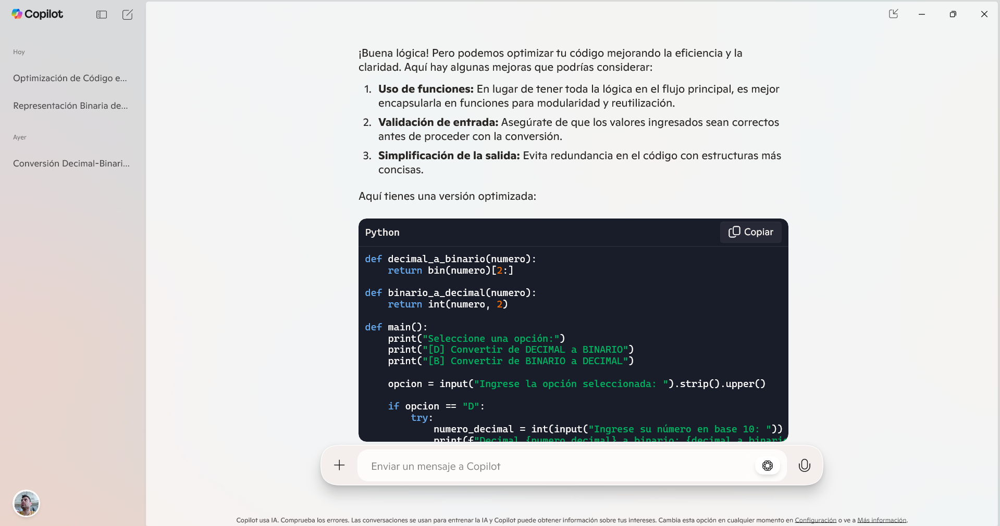 Copilot
Hoy
Optimización de Código e...
Representación Binaria de...
Ayer
Conversión Decimal-Binari...
¡Buena lógica! Pero podemos optimizar tu código mejorando la eficiencia y la
claridad. Aquí hay algunas mejoras que podrías considerar:
1. Uso de funciones: En lugar de tener toda la lógica en el flujo principal, es mejor
encapsularla en funciones para modularidad y reutilización.
2. Validación de entrada: Asegúrate de que los valores ingresados sean correctos
antes de proceder con la conversión.
3. Simplificación de la salida: Evita redundancia en el código con estructuras más
concisas.
Aquí tienes una versión optimizada:
Python
Copiar
def decimal_a_binario(numero):
    return bin(numero)[2:]
def binario_a_decimal(numero):
    return int(numero, 2)
def main():
    print("Seleccione una opción:")
    print("[D] Convertir de DECIMAL a BINARIO")
    print("[B] Convertir de BINARIO a DECIMAL")
    opcion = input("Ingrese la opción seleccionada: ").strip().upper()
    if opcion == "D":
        try:
            numero_decimal = int(input("Ingrese su número en base 10: "))
            print(f"Decimal {numero_decimal} a binario: {decimal_a_binario
Enviar un mensaje a Copilot
Copilot usa IA. Comprueba los errores. Las conversaciones se usan para entrenar la IA y Copilot puede obtener información sobre tus intereses. Cambia esta opción en cualquier momento en Configuración o ve a Más información.